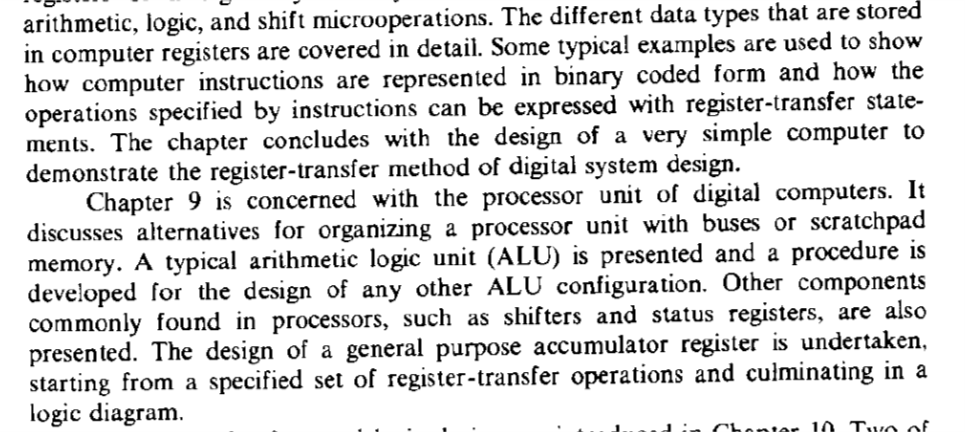 arithmetic, logic, and shift microoperations. The different data types that are stored
in computer registers are covered in detail. Some typical examples are used to show
how computer instructions are represented in binary coded form and how the
operations specified by instructions can be expressed with register-transfer state-
ments. The chapter concludes with the design of a very simple computer to
demonstrate the register-transfer method of digital system design.
Chapter 9 is concerned with the processor unit of digital computers. It
discusses alternatives for organizing a processor unit with buses or scratchpad
memory. A typical arithmetic logic unit (ALU) is presented and a procedure is
developed for the design of any other ALU configuration. Other components
commonly found in processors, such as shifters and status registers, are also
presented. The design of a general purpose accumulator register is undertaken,
starting from a specified set of register-transfer operations and culminating in a
logic diagram.
in Chapter 10. Two of